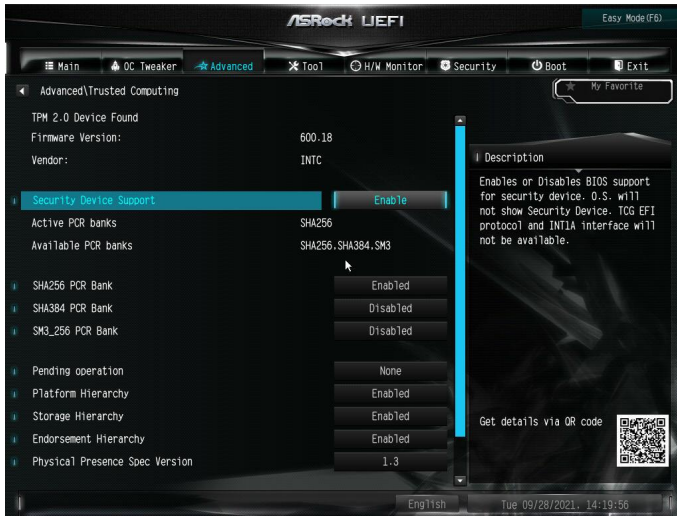 ASRock UEFI
Easy Mode(F6)
Main
OC Tweaker
Advanced
Tool
H/W Monitor
Security
Boot
Exit
Advanced\Trusted Computing
My Favorite
TPM 2.0 Device Found
Firmware Version: 600.18
Vendor: INTC
Security Device Support Enable
Active PCR banks SHA256
Available PCR banks SHA256,SHA384,SM3
SHA256 PCR Bank Enabled
SHA384 PCR Bank Disabled
SM3_256 PCR Bank Disabled
Pending operation None
Platform Hierarchy Enabled
Storage Hierarchy Enabled
Endorsement Hierarchy Enabled
Physical Presence Spec Version 1.3
Description
Enables or Disables BIOS support
for security device. O.S. will
not show Security Device. TCG EFI
protocol and INT1A interface will
not be available.
Get details via QR code
English
Tue 09/28/2021, 14:19:56